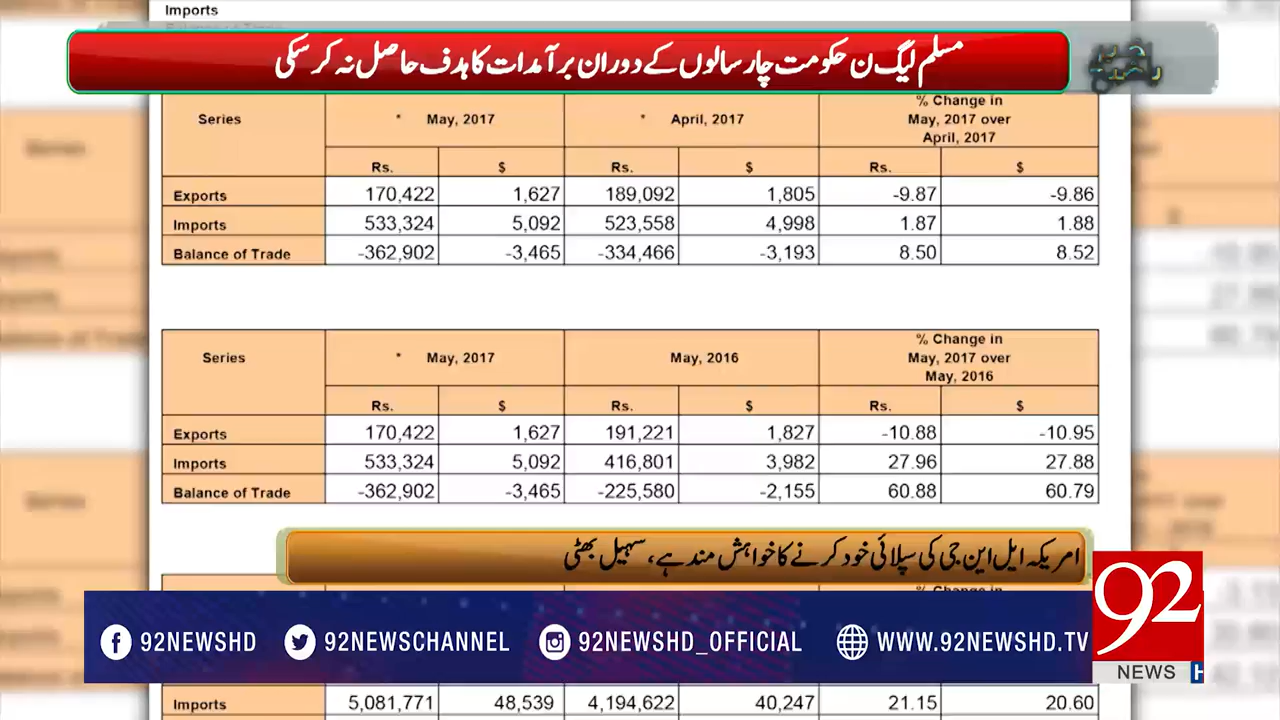 Imports
مسلم لیگ ن حکومت چار سالوں کے دوران برآمدات کا ہدف حاصل نہ کر سکی
Series * May, 2017 * April, 2017 % Change in May, 2017 over April, 2017
Rs. $ Rs. $ Rs. $
Exports 170,422 1,627 189,092 1,805 -9.87 -9.86
Imports 533,324 5,092 523,558 4,998 1.87 1.88
Balance of Trade -362,902 -3,465 -334,466 -3,193 8.50 8.52
Series * May, 2017 May, 2016 % Change in May, 2017 over May, 2016
Rs. $ Rs. $ Rs. $
Exports 170,422 1,627 191,221 1,827 -10.88 -10.95
Imports 533,324 5,092 416,801 3,982 27.96 27.88
Balance of Trade -362,902 -3,465 -225,580 -2,155 60.88 60.79
امریکہ ایل این جی کی سپلائی خود کرنے کا خواہش مند ہے، سہیل بھٹی
% Change in
92NEWSHD 92NEWSCHANNEL 92NEWSHD_OFFICIAL WWW.92NEWSHD.TV
92
NEWS H
Imports 5,081,771 48,539 4,194,622 40,247 21.15 20.60